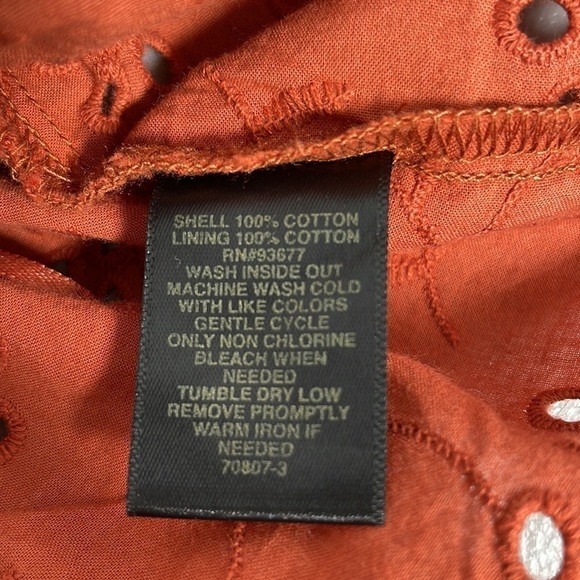 SHELL 100% COTTON
LINING 100% COTTON
RN#93677
WASH INSIDE OUT
MACHINE WASH COLD
WITH LIKE COLORS
GENTLE CYCLE
ONLY NON CHLORINE
BLEACH WHEN
NEEDED
TUMBLE DRY LOW
REMOVE PROMPTLY
WARM IRON IF
NEEDED
70807-3